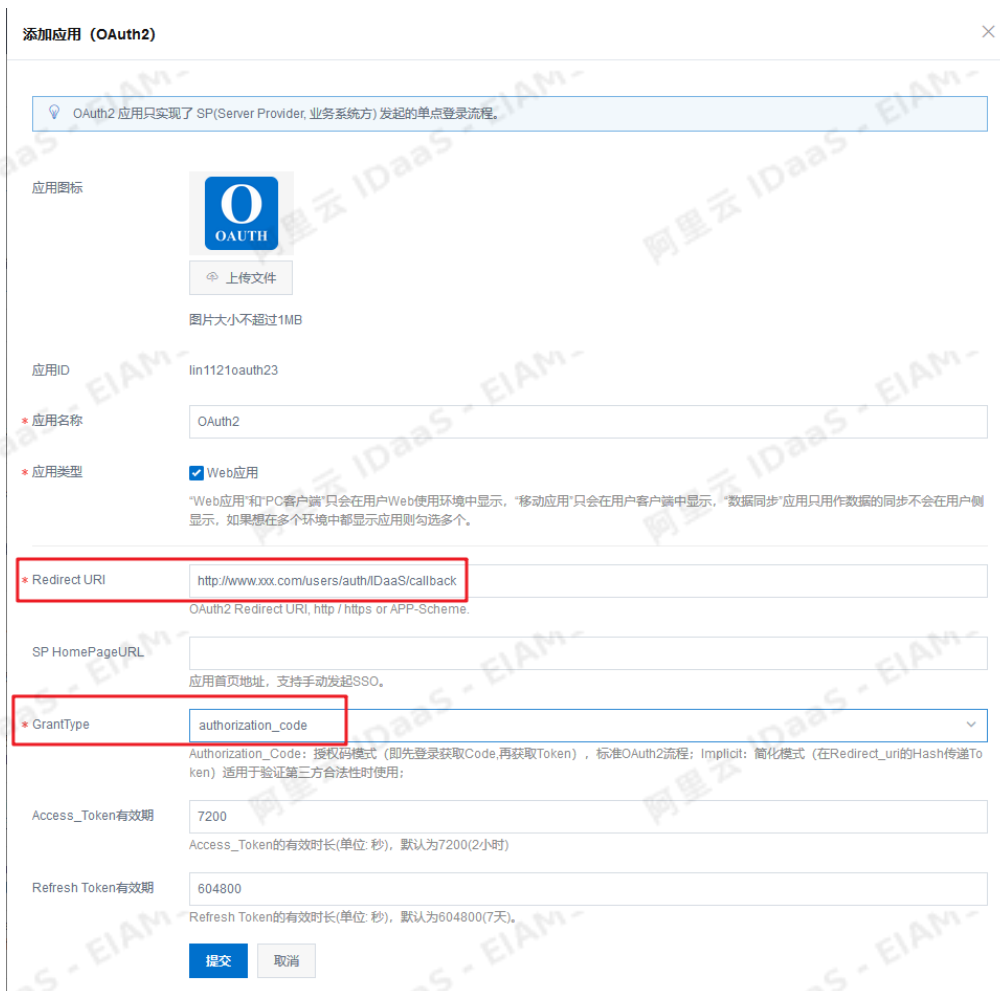 添加应用（OAuth2）
OAuth2 应用只实现了 SP(Server Provider, 业务系统方) 发起的单点登录流程。
应用图标
O
OAUTH
上传文件
图片大小不超过1MB
应用ID
lin1121oauth23
* 应用名称
OAuth2
* 应用类型
Web应用
“Web应用”和“PC客户端”只会在用户Web使用环境中显示，“移动应用”只会在用户客户端中显示，“数据同步”应用只用作数据的同步不会在用户侧
显示，如果想在多个环境中都显示应用则勾选多个。
* Redirect URI
http://www.xxx.com/users/auth/IDaaS/callback
OAuth2 Redirect URI, http / https or APP-Scheme.
SP HomePageURL
应用首页地址，支持手动发起SSO。
* GrantType
authorization_code
Authorization_Code：授权码模式（即先登录获取Code,再获取Token），标准OAuth2流程；Implicit：简化模式（在Redirect_uri的Hash传递To
ken）适用于验证第三方合法性时使用；
Access_Token有效期
7200
Access_Token的有效时长(单位: 秒)，默认为7200(2小时)
Refresh Token有效期
604800
Refresh Token的有效时长(单位: 秒)，默认为604800(7天)。
提交
取消
阿里云 IDaaS - EIAM-